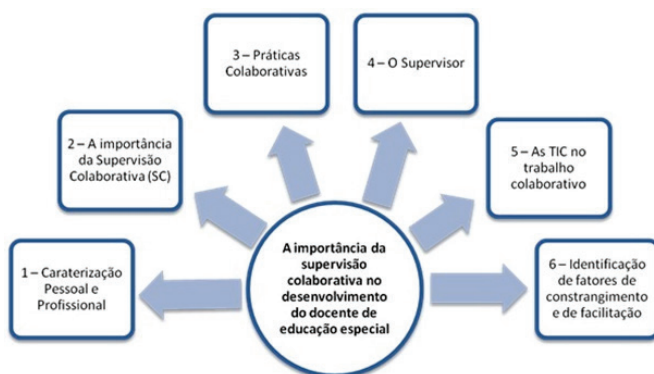 3 – Práticas
Colaborativas
4 – O Supervisor
2 – A importância
da Supervisão
Colaborativa (SC)
5 – As TIC no
trabalho
colaborativo
1 – Caraterização
Pessoal e
Profissional
A importância da
supervisão
colaborativa no
desenvolvimento
do docente de
educação especial
6 – Identificação
de fatores de
constrangimento
e de facilitação